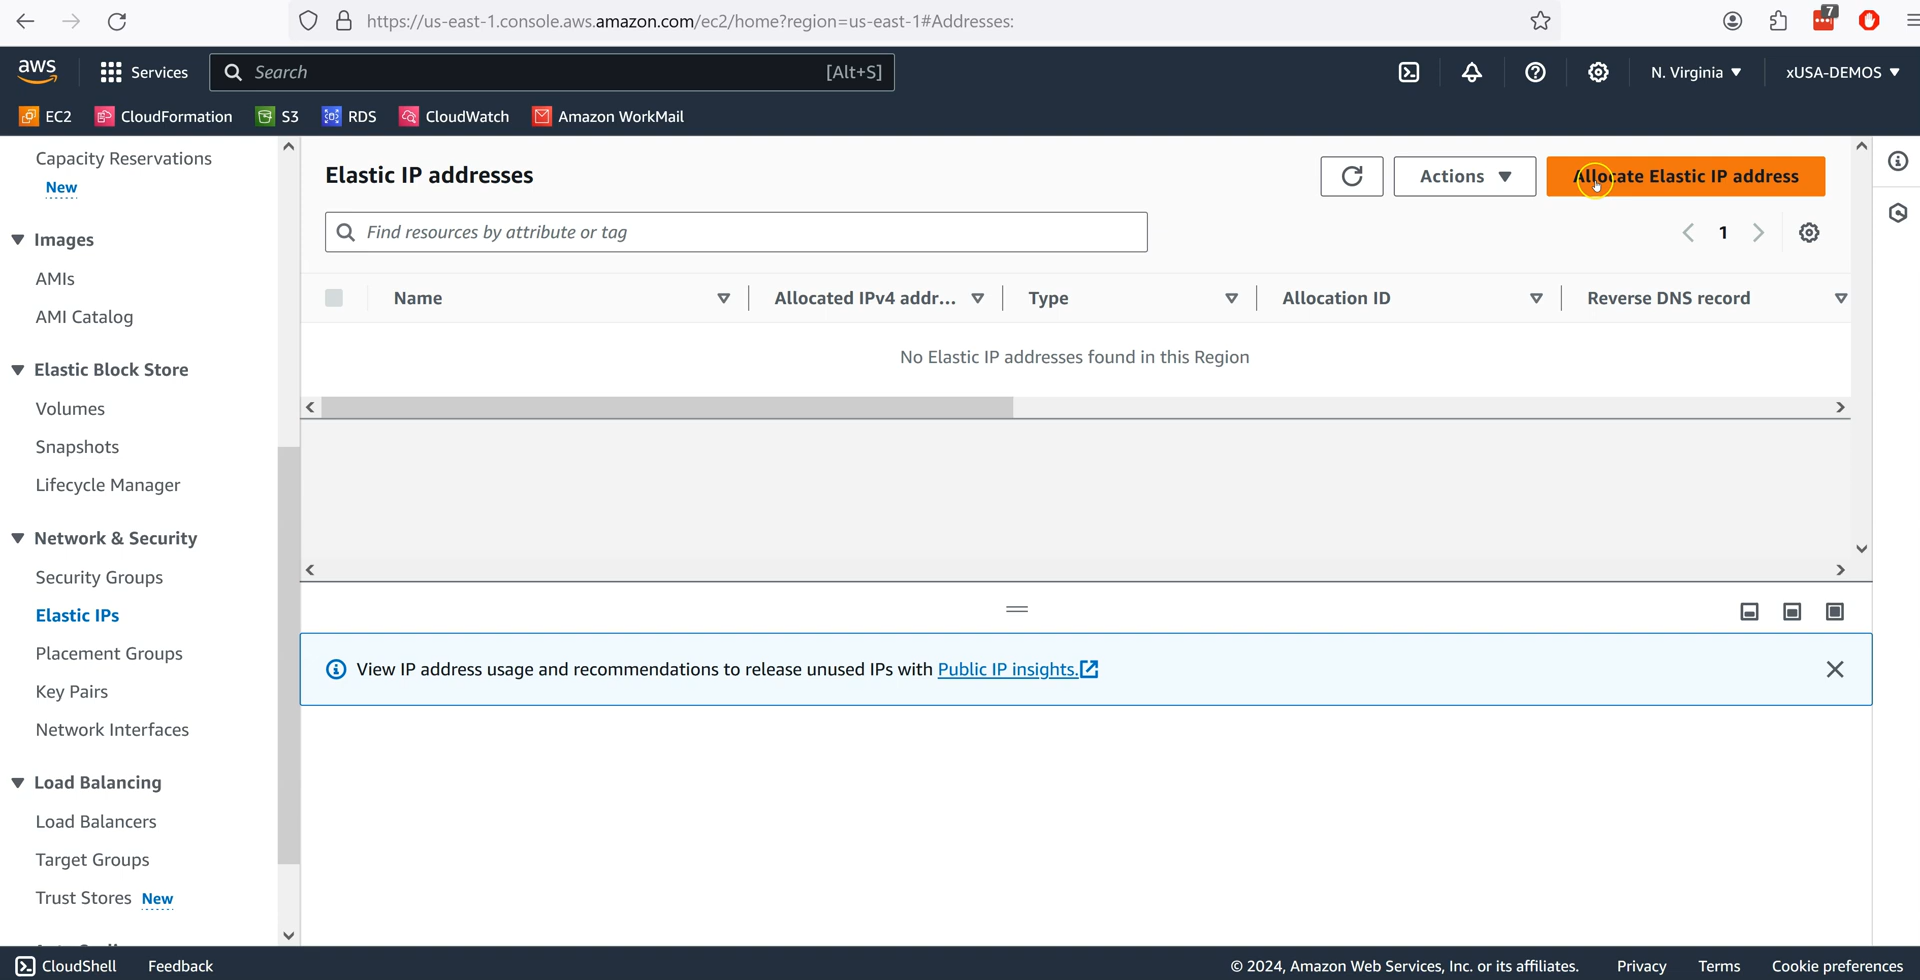 https://us-east-1.console.aws.amazon.com/ec2/home?region=us-east-1#Addresses:
7
aws
Services
Search
[Alt+S]
N. Virginia
xUSA-DEMOS
EC2
CloudFormation
S3
RDS
CloudWatch
Amazon WorkMail
Capacity Reservations
New
Images
AMIs
AMI Catalog
Elastic Block Store
Volumes
Snapshots
Lifecycle Manager
Network & Security
Security Groups
Elastic IPs
Placement Groups
Key Pairs
Network Interfaces
Load Balancing
Load Balancers
Target Groups
Trust Stores New
Elastic IP addresses
Actions
Allocate Elastic IP address
Find resources by attribute or tag
1
Name
Allocated IPv4 addr...
Type
Allocation ID
Reverse DNS record
No Elastic IP addresses found in this Region
View IP address usage and recommendations to release unused IPs with Public IP insights.
CloudShell
Feedback
© 2024, Amazon Web Services, Inc. or its affiliates.
Privacy
Terms
Cookie preferences